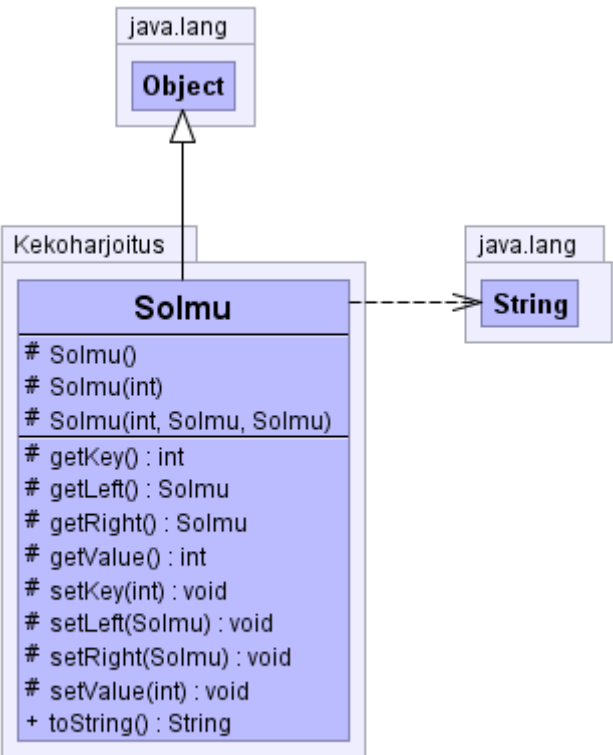 java.lang
Object
Kekoharjoitus
java.lang
Solmu
String
# Solmu()
# Solmu(int)
# Solmu(int, Solmu, Solmu)
# getKey() : int
# getLeft() : Solmu
# getRight() : Solmu
# getValue() : int
# setKey(int) : void
# setLeft(Solmu) : void
# setRight(Solmu) : void
# setValue(int) : void
+ toString() : String